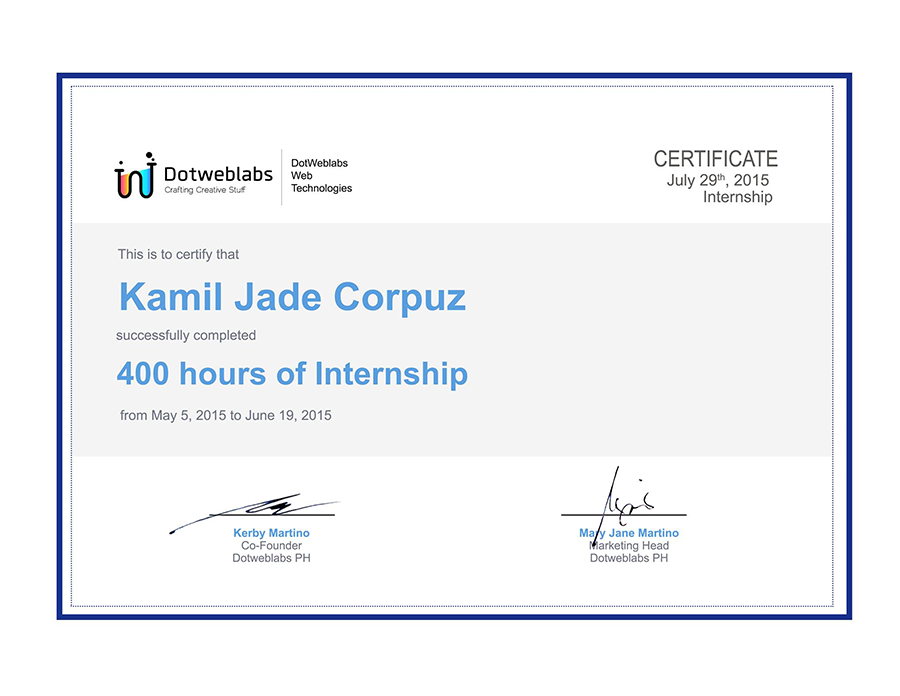 Dotweblabs
Crafting Creative Stuff
DotWeblabs
Web
Technologies
CERTIFICATE
July 29th, 2015
Internship
This is to certify that
Kamil Jade Corpuz
successfully completed
400 hours of Internship
from May 5, 2015 to June 19, 2015
Kerby Martino
Co-Founder
Dotweblabs PH
Mary Jane Martino
Marketing Head
Dotweblabs PH